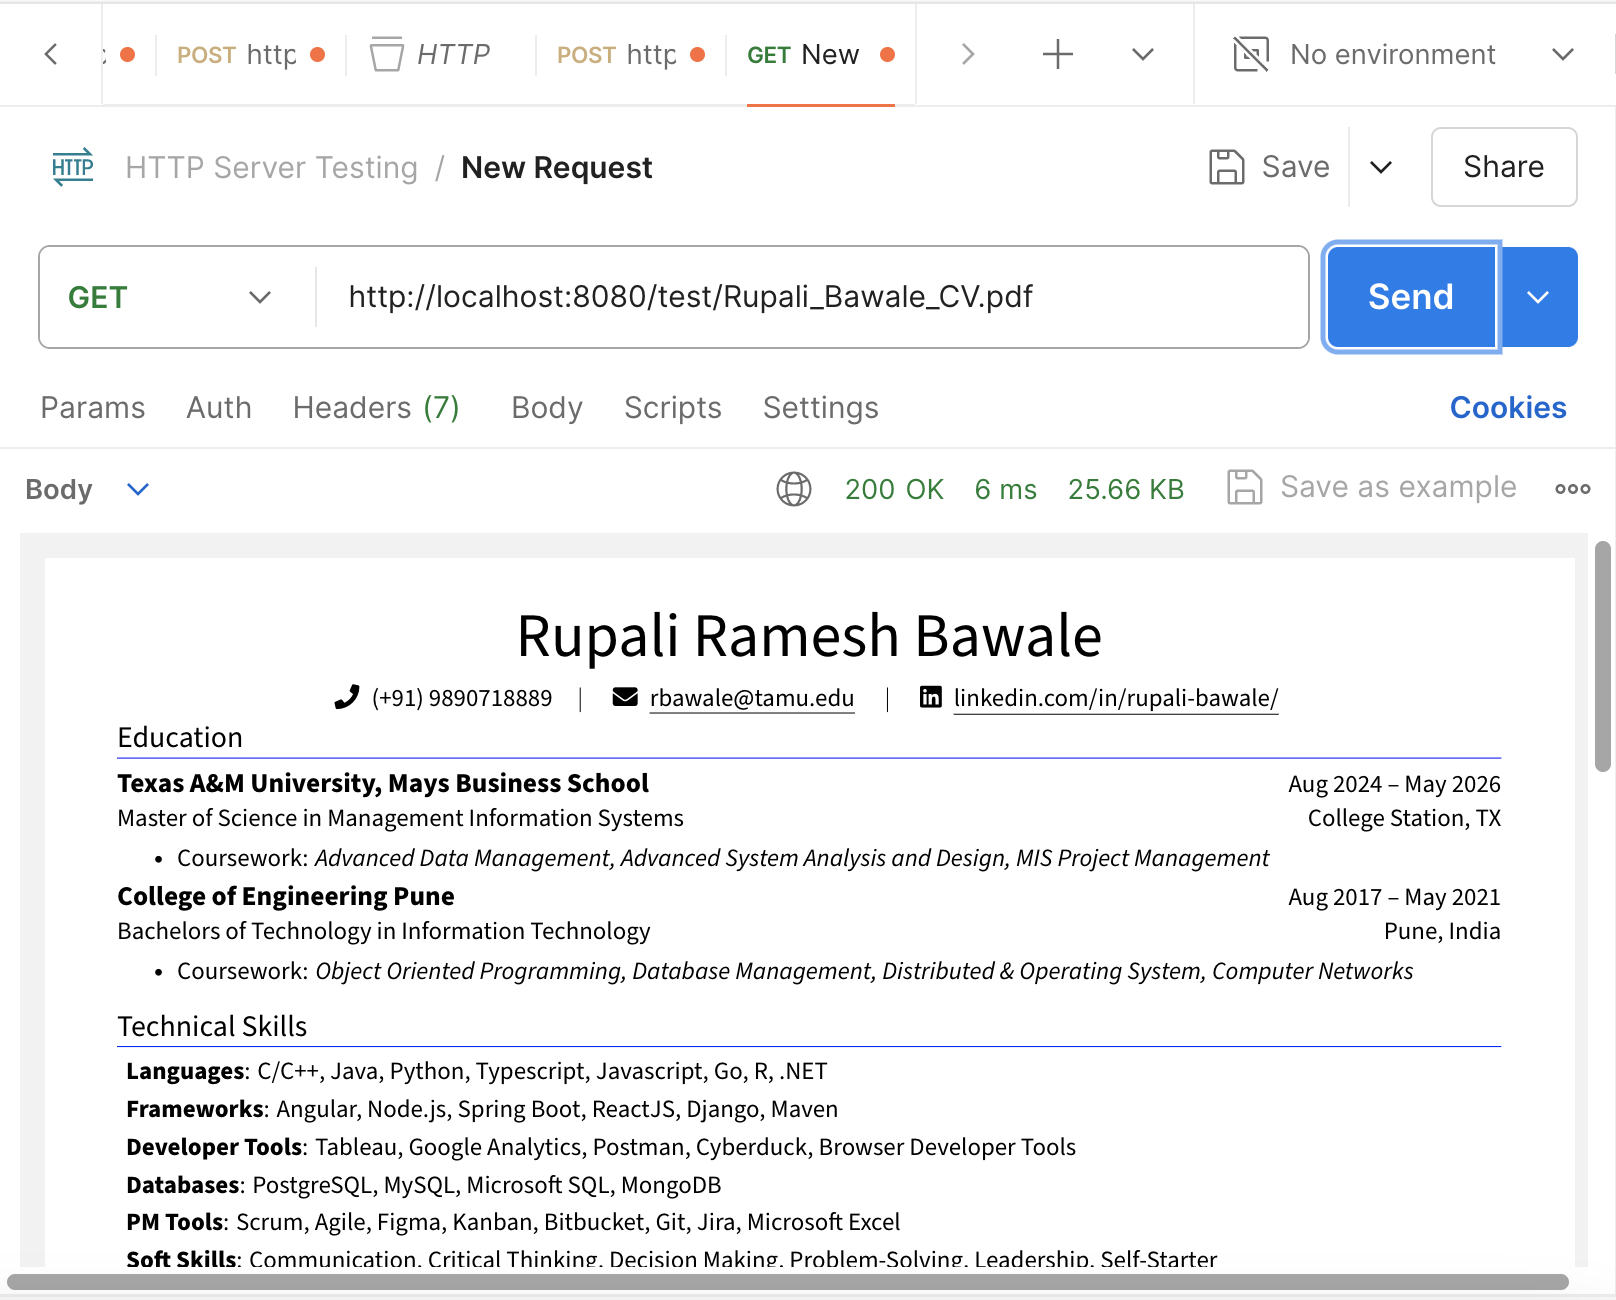 POST http
HTTP
POST http
GET New
No environment
HTTP
HTTP Server Testing / New Request
Save
Share
GET
http://localhost:8080/test/Rupali_Bawale_CV.pdf
Send
Params
Auth
Headers (7)
Body
Scripts
Settings
Cookies
Body
200 OK
6 ms
25.66 KB
Save as example
Rupali Ramesh Bawale
(+91) 9890718889 | rbawale@tamu.edu | linkedin.com/in/rupali-bawale/
Education
Texas A&M University, Mays Business School Aug 2024 – May 2026
Master of Science in Management Information Systems College Station, TX
• Coursework: Advanced Data Management, Advanced System Analysis and Design, MIS Project Management
College of Engineering Pune Aug 2017 – May 2021
Bachelors of Technology in Information Technology Pune, India
• Coursework: Object Oriented Programming, Database Management, Distributed & Operating System, Computer Networks
Technical Skills
Languages: C/C++, Java, Python, Typescript, Javascript, Go, R, .NET
Frameworks: Angular, Node.js, Spring Boot, ReactJS, Django, Maven
Developer Tools: Tableau, Google Analytics, Postman, Cyberduck, Browser Developer Tools
Databases: PostgreSQL, MySQL, Microsoft SQL, MongoDB
PM Tools: Scrum, Agile, Figma, Kanban, Bitbucket, Git, Jira, Microsoft Excel
Soft Skills: Communication, Critical Thinking, Decision Making, Problem-Solving, Leadership, Self-Starter